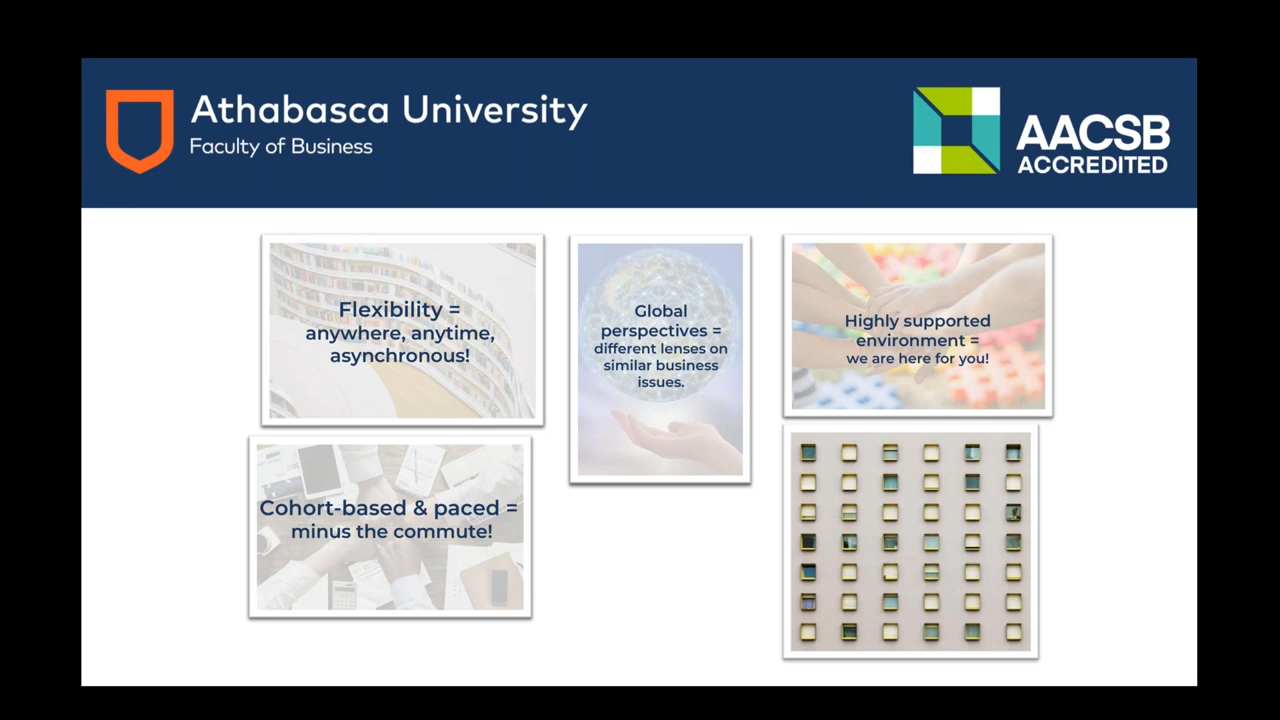 Athabasca University
Faculty of Business
AACSB
ACCREDITED
Flexibility =
anywhere, anytime,
asynchronous!
Global
perspectives =
different lenses on
similar business
issues.
Highly supported
environment =
we are here for you!
Cohort-based & paced =
minus the commute!